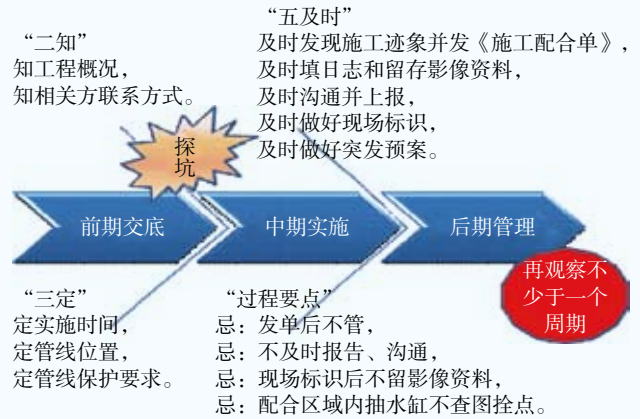 “二知”
知工程概况，
知相关方联系方式。
“五及时”
及时发现施工迹象并发《施工配合单》，
及时填日志和留存影像资料，
及时沟通并上报，
及时做好现场标识，
及时做好突发预案。
探
坑
前期交底
中期实施
后期管理
再观察不
少于一个
周期
“三定”
定实施时间，
定管线位置，
定管线保护要求。
“过程要点”
忌：发单后不管，
忌：不及时报告、沟通，
忌：现场标识后不留影像资料，
忌：配合区域内抽水缸不查图拴点。